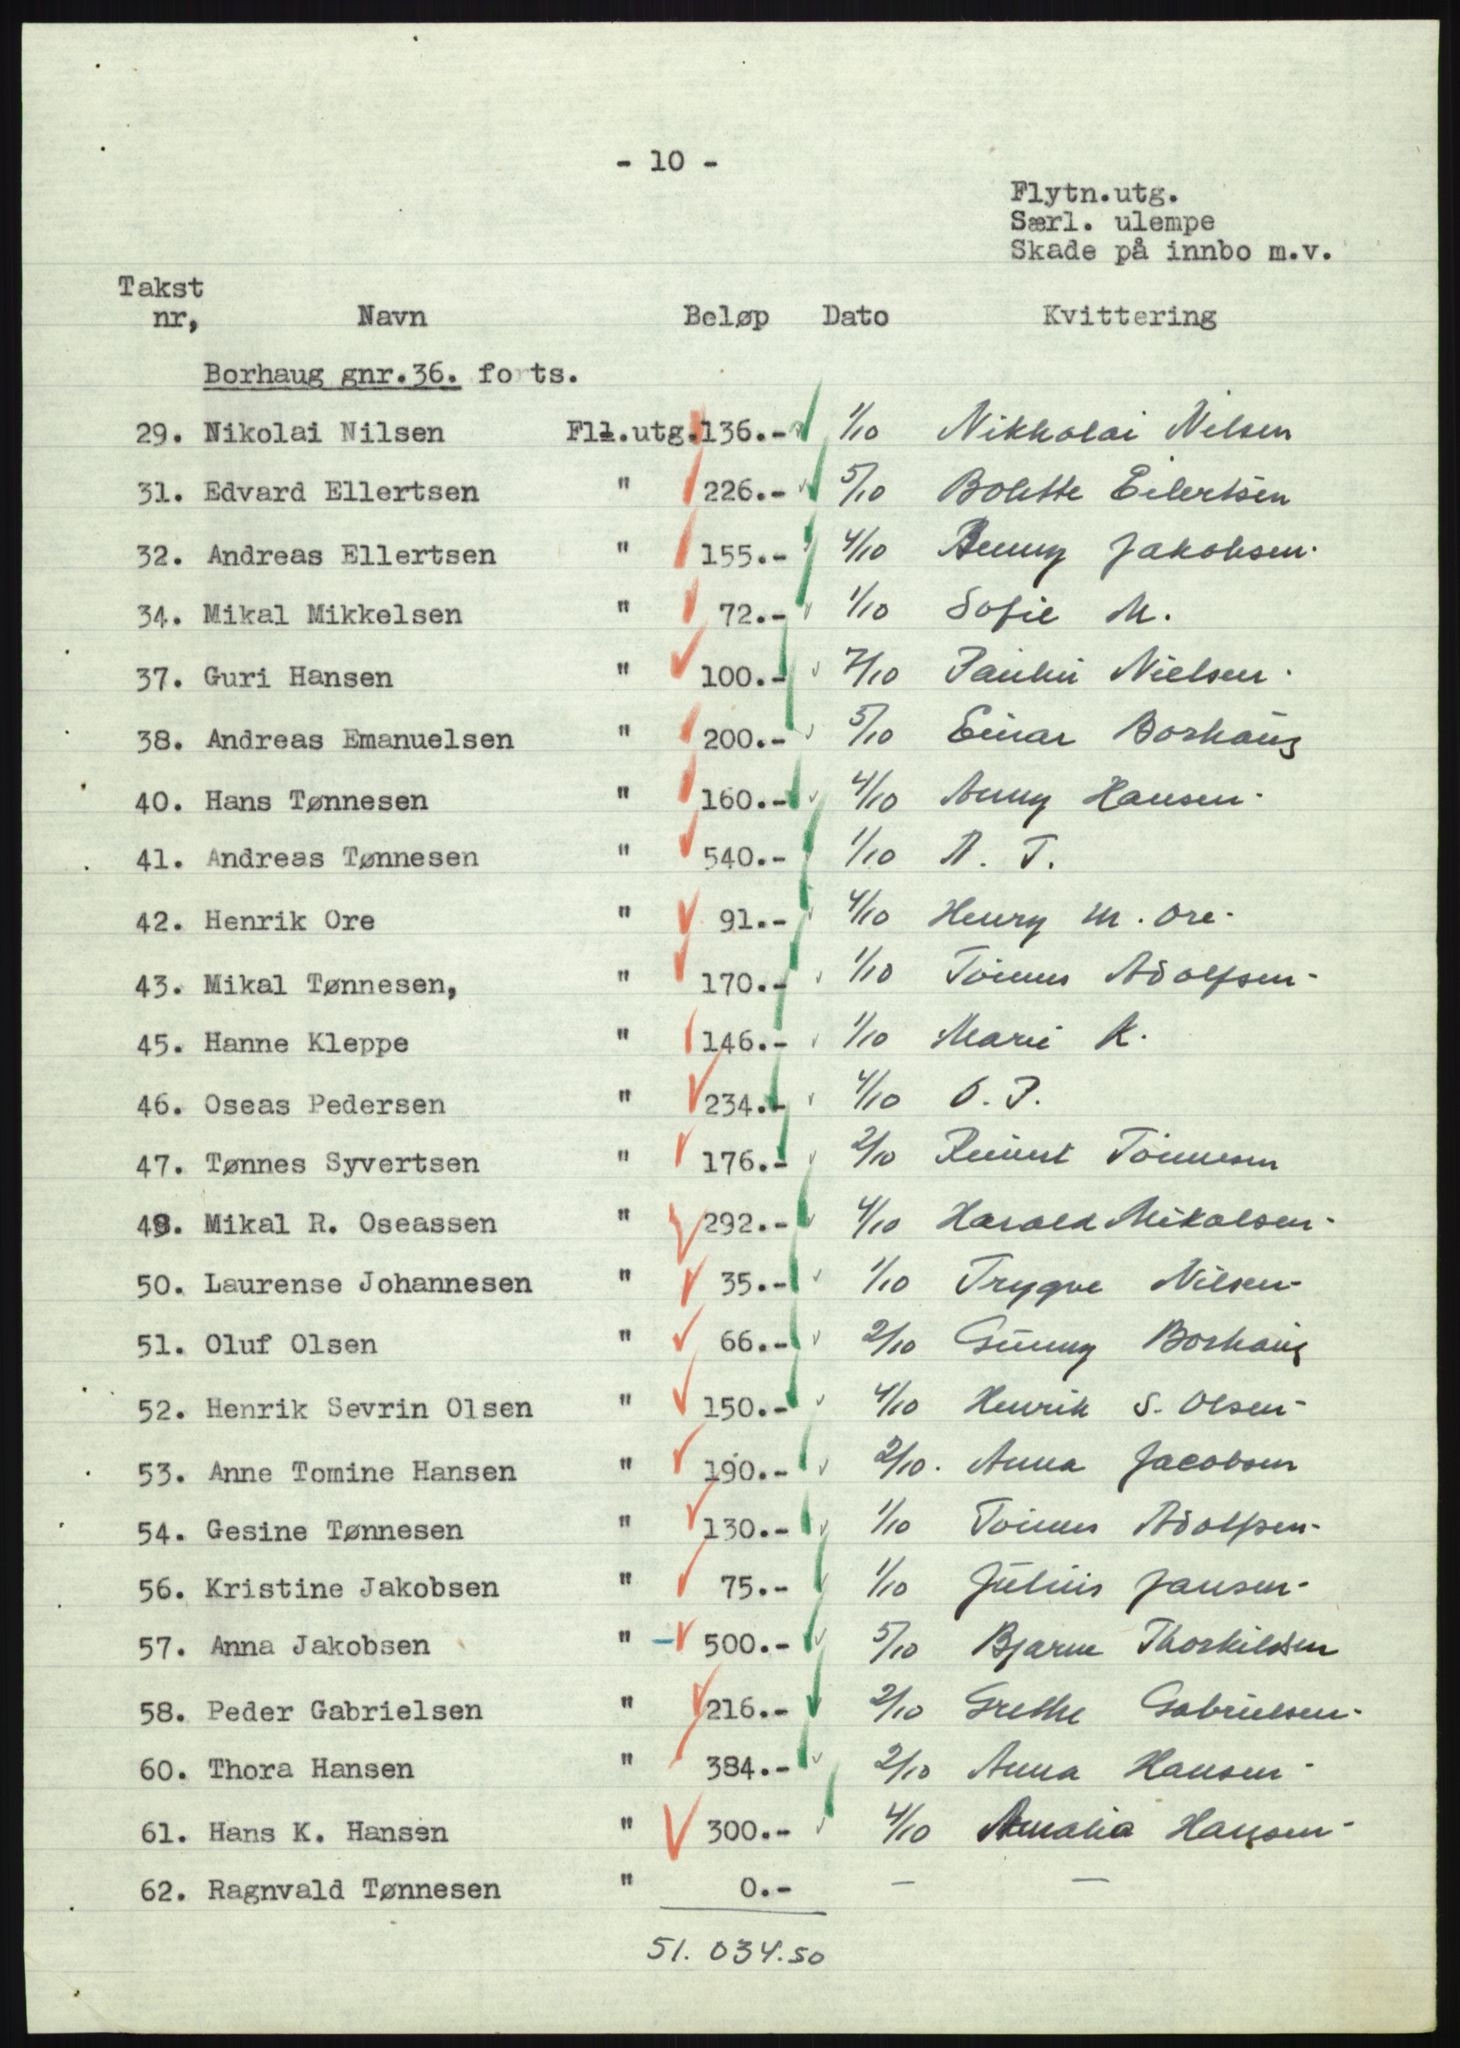 - 10 -
Flytn.utg.
Særl. ulempe
Skade på innbo m.v.
Takst
nr, Navn Beløp Dato Kvittering
Borhaug gnr.36. forts.
29. Nikolai Nilsen Fll.utg.136.- 1/10 Nikkolai Nilsen
31. Edvard Ellertsen " 226.- 5/10 Bolette Eilertsen
32. Andreas Ellertsen " 155.- 4/10 Benny Jakobsen.
34. Mikal Mikkelsen " 72.- 1/10 Sofie M.
37. Guri Hansen " 100.- 7/10 Nielsen.
38. Andreas Emanuelsen " 200.- 5/10 Einar Borhaug
40. Hans Tønnesen " 160.- 4/10 Anny Hansen.
41. Andreas Tønnesen " 540.- 1/10 A. T.
42. Henrik Ore " 91.- 4/10 Henry M. Ore.
43. Mikal Tønnesen, " 170.- 1/10 Tønnes Adolfsen-
45. Hanne Kleppe " 146.- 1/10 Marie K.
46. Oseas Pedersen " 234.- 4/10 O. P.
47. Tønnes Syvertsen " 176.- 2/10 Tønnesen
49. Mikal R. Oseassen " 292.- 4/10 Harald Mikalsen-
50. Laurense Johannesen " 35.- 1/10 Trygve Nilsen-
51. Oluf Olsen " 66.- 2/10 Gunny Borhaug
52. Henrik Sevrin Olsen " 150.- 4/10 Henrik S. Olsen-
53. Anne Tomine Hansen " 190.- 2/10. Anna Jacobsen
54. Gesine Tønnesen " 130.- 1/10 Tønnes Adolfsen-
56. Kristine Jakobsen " 75.- 1/10 Julius Jansen-
57. Anna Jakobsen " 500.- 5/10 Bjarne Thorkildsen
58. Peder Gabrielsen " 216.- 2/10 Grethe Gabrielsen-
60. Thora Hansen " 384.- 2/10 Anna Hansen-
61. Hans K. Hansen " 300.- 4/10 Amalia Hansen-
62. Ragnvald Tønnesen " 0.- — —
51.034.50